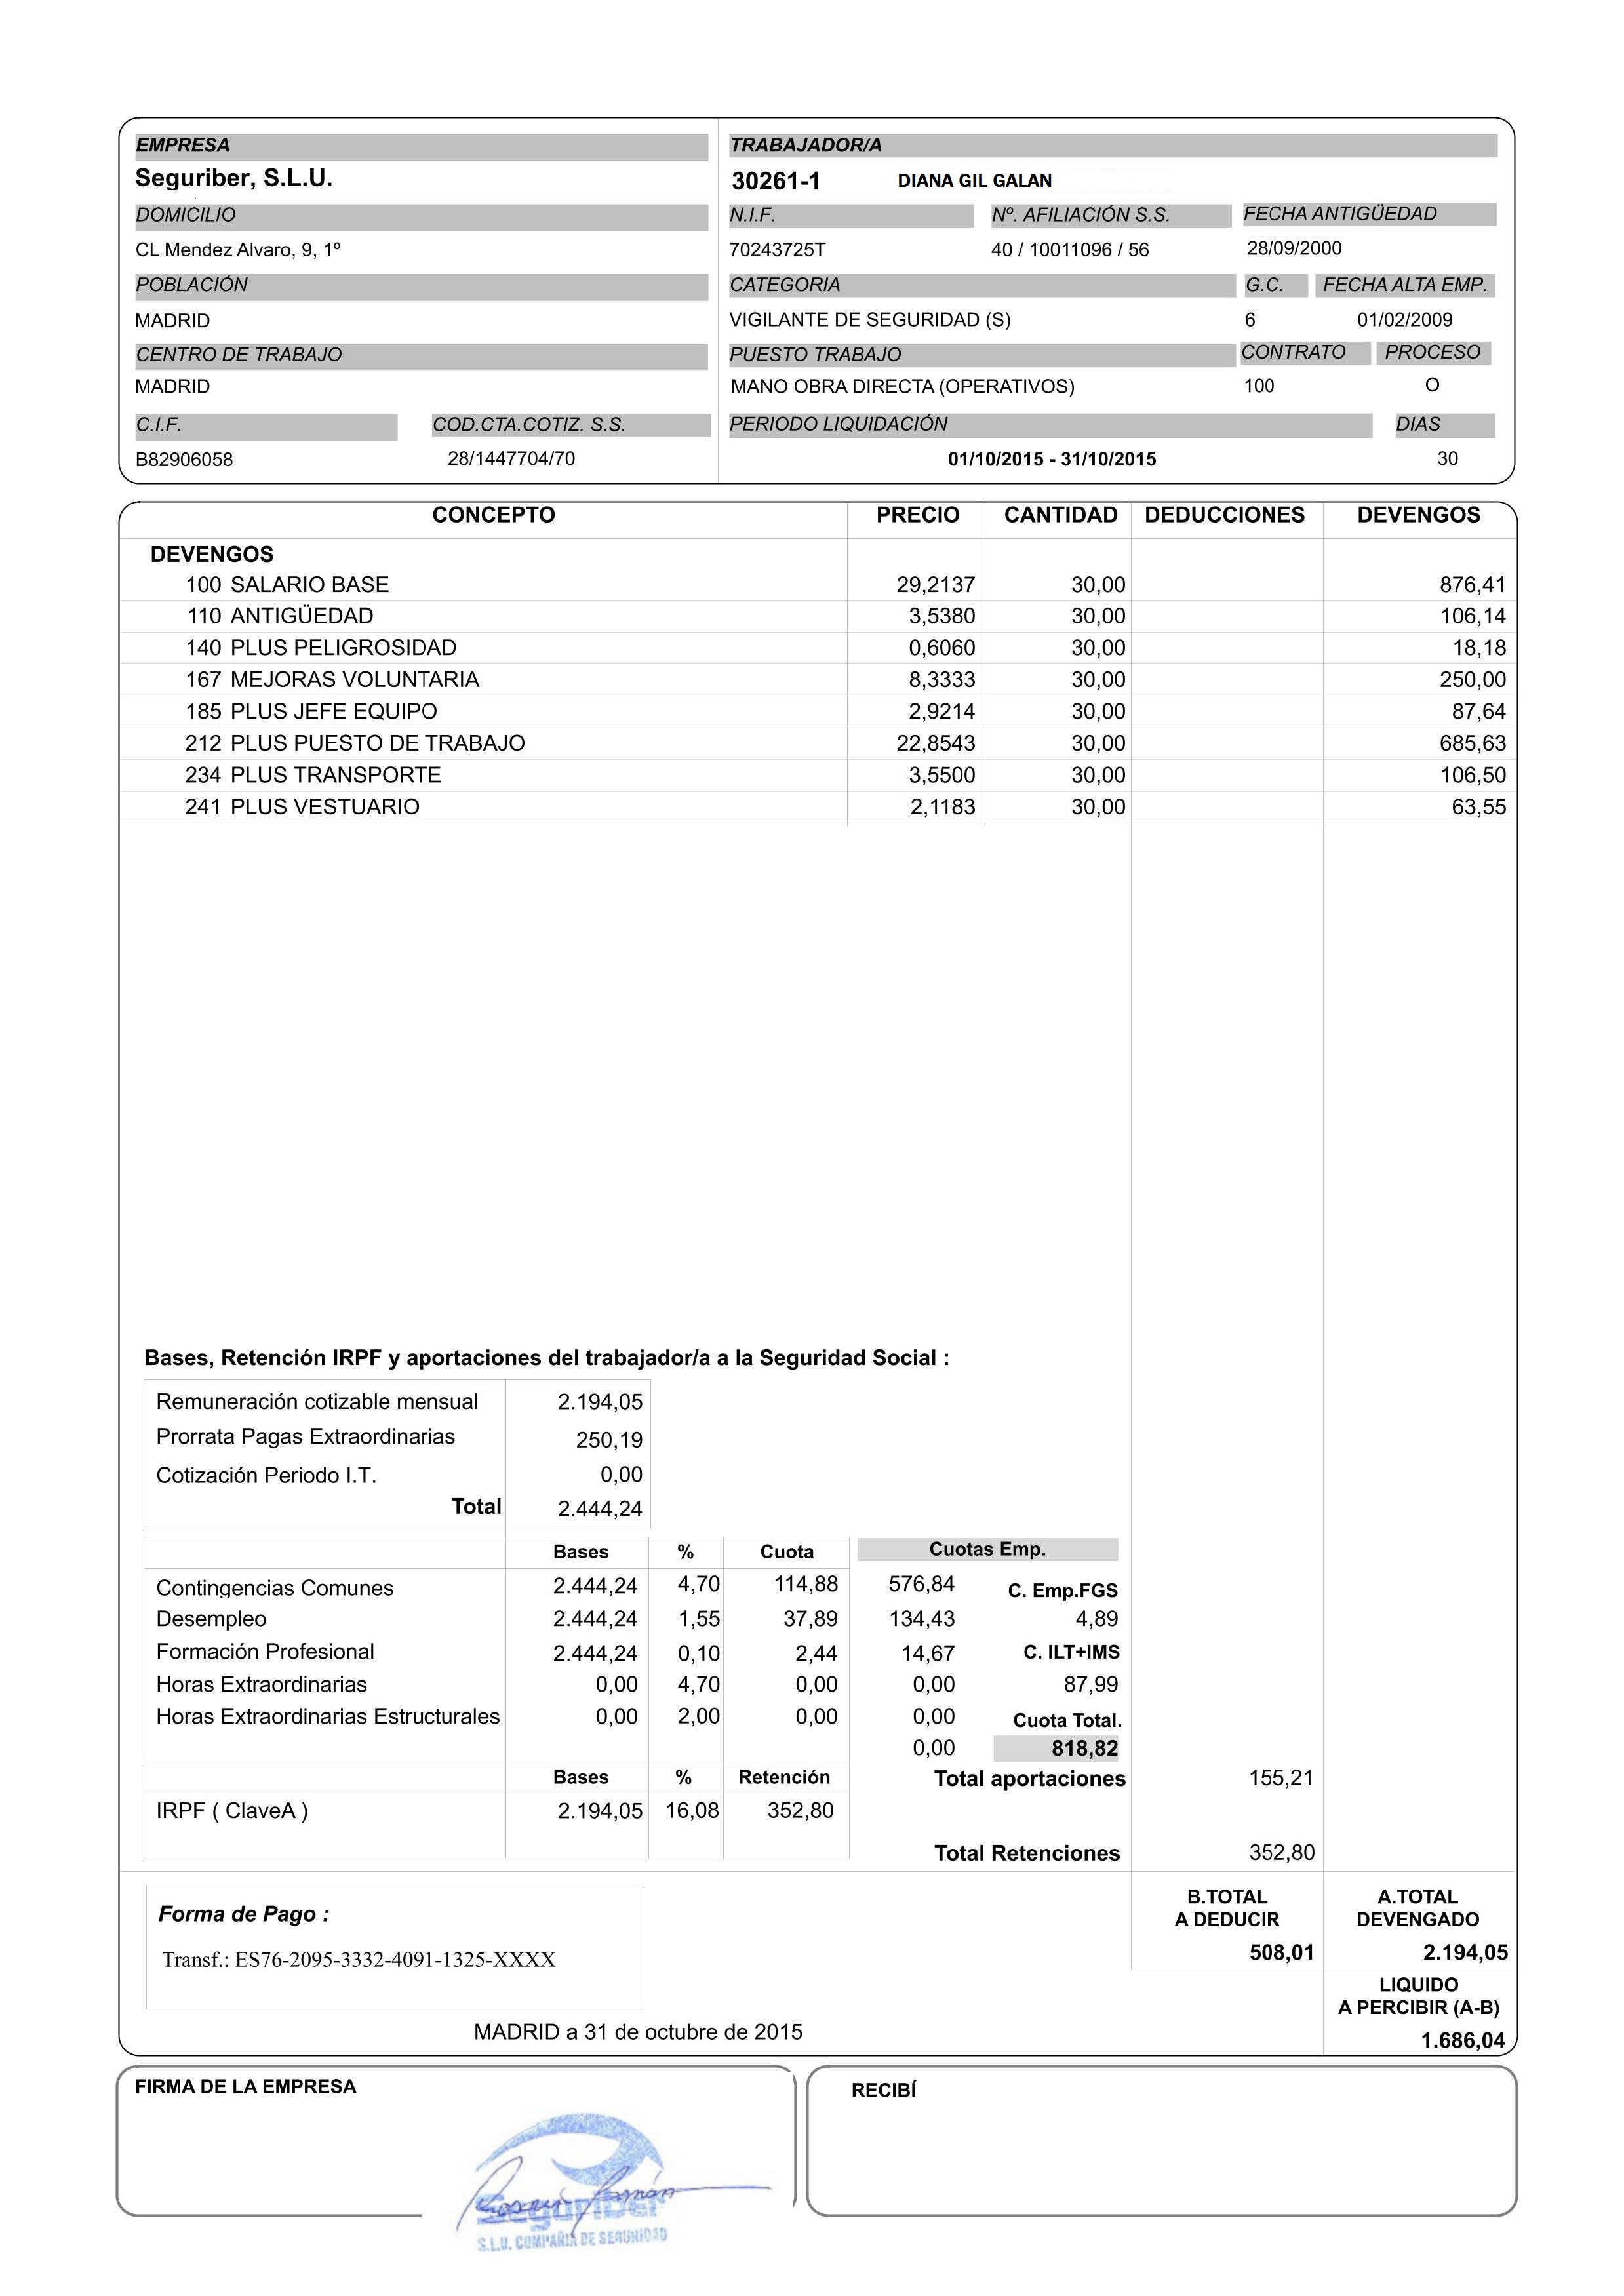 EMPRESA TRABAJADOR/A
Seguriber, S.L.U. 30261-1 DIANA GIL GALAN
DOMICILIO N.I.F. Nº. AFILIACIÓN S.S. FECHA ANTIGÜEDAD
CL Mendez Alvaro, 9, 1º 70243725T 40 / 10011096 / 56 28/09/2000
POBLACIÓN CATEGORIA G.C. FECHA ALTA EMP.
MADRID VIGILANTE DE SEGURIDAD (S) 6 01/02/2009
CENTRO DE TRABAJO PUESTO TRABAJO CONTRATO PROCESO
MADRID MANO OBRA DIRECTA (OPERATIVOS) 100 O
C.I.F. COD.CTA.COTIZ. S.S. PERIODO LIQUIDACIÓN DIAS
B82906058 28/1447704/70 01/10/2015 - 31/10/2015 30
CONCEPTO PRECIO CANTIDAD DEDUCCIONES DEVENGOS
DEVENGOS
100 SALARIO BASE 29,2137 30,00 876,41
110 ANTIGÜEDAD 3,5380 30,00 106,14
140 PLUS PELIGROSIDAD 0,6060 30,00 18,18
167 MEJORAS VOLUNTARIA 8,3333 30,00 250,00
185 PLUS JEFE EQUIPO 2,9214 30,00 87,64
212 PLUS PUESTO DE TRABAJO 22,8543 30,00 685,63
234 PLUS TRANSPORTE 3,5500 30,00 106,50
241 PLUS VESTUARIO 2,1183 30,00 63,55
Bases, Retención IRPF y aportaciones del trabajador/a a la Seguridad Social :
Remuneración cotizable mensual 2.194,05
Prorrata Pagas Extraordinarias 250,19
Cotización Periodo I.T. 0,00
Total 2.444,24
Bases % Cuota Cuotas Emp.
Contingencias Comunes 2.444,24 4,70 114,88 576,84 C. Emp.FGS
Desempleo 2.444,24 1,55 37,89 134,43 4,89
Formación Profesional 2.444,24 0,10 2,44 14,67 C. ILT+IMS
Horas Extraordinarias 0,00 4,70 0,00 0,00 87,99
Horas Extraordinarias Estructurales 0,00 2,00 0,00 0,00 Cuota Total.
0,00 818,82
Bases % Retención Total aportaciones 155,21
IRPF ( ClaveA ) 2.194,05 16,08 352,80
Total Retenciones 352,80
B.TOTAL A.TOTAL
Forma de Pago : A DEDUCIR DEVENGADO
Transf.: ES76-2095-3332-4091-1325-XXXX 508,01 2.194,05
LIQUIDO
A PERCIBIR (A-B)
MADRID a 31 de octubre de 2015 1.686,04
FIRMA DE LA EMPRESA RECIBÍ
Seguriber
S.L.U. COMPAÑIA DE SEGURIDAD